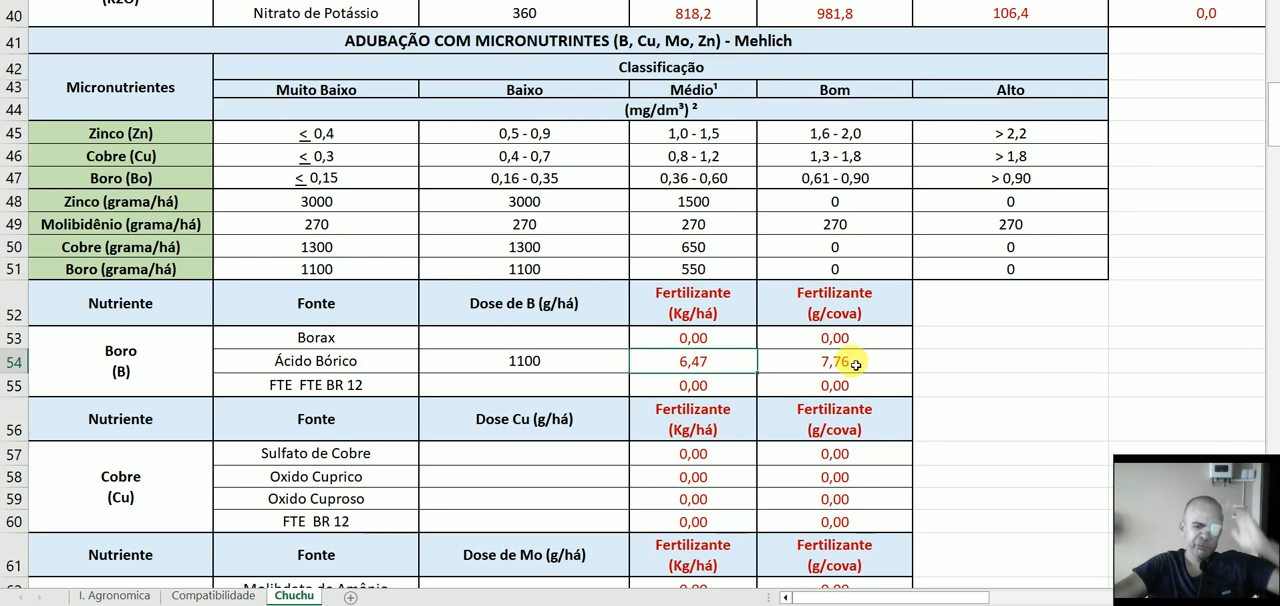 (K2O)
40 Nitrato de Potássio 360 818,2 981,8 106,4 0,0
41 ADUBAÇÃO COM MICRONUTRINTES (B, Cu, Mo, Zn) - Mehlich
42 Micronutrientes Classificação
43 Muito Baixo Baixo Médio¹ Bom Alto
44 (mg/dm³) ²
45 Zinco (Zn) < 0,4 0,5 - 0,9 1,0 - 1,5 1,6 - 2,0 > 2,2
46 Cobre (Cu) < 0,3 0,4 - 0,7 0,8 - 1,2 1,3 - 1,8 > 1,8
47 Boro (Bo) < 0,15 0,16 - 0,35 0,36 - 0,60 0,61 - 0,90 > 0,90
48 Zinco (grama/há) 3000 3000 1500 0 0
49 Molibidênio (grama/há) 270 270 270 270 270
50 Cobre (grama/há) 1300 1300 650 0 0
51 Boro (grama/há) 1100 1100 550 0 0
52 Nutriente Fonte Dose de B (g/há) Fertilizante (Kg/há) Fertilizante (g/cova)
53 Borax 0,00 0,00
Boro (B)
54 Ácido Bórico 1100 6,47 7,76
55 FTE FTE BR 12 0,00 0,00
56 Nutriente Fonte Dose Cu (g/há) Fertilizante (Kg/há) Fertilizante (g/cova)
57 Sulfato de Cobre 0,00 0,00
58 Cobre (Cu) Oxido Cuprico 0,00 0,00
59 Oxido Cuproso 0,00 0,00
60 FTE BR 12 0,00 0,00
61 Nutriente Fonte Dose de Mo (g/há) Fertilizante (Kg/há) Fertilizante (g/cova)
62 Molibdato de Amônio 0,00 0,00
I. Agronomica Compatibilidade Chuchu